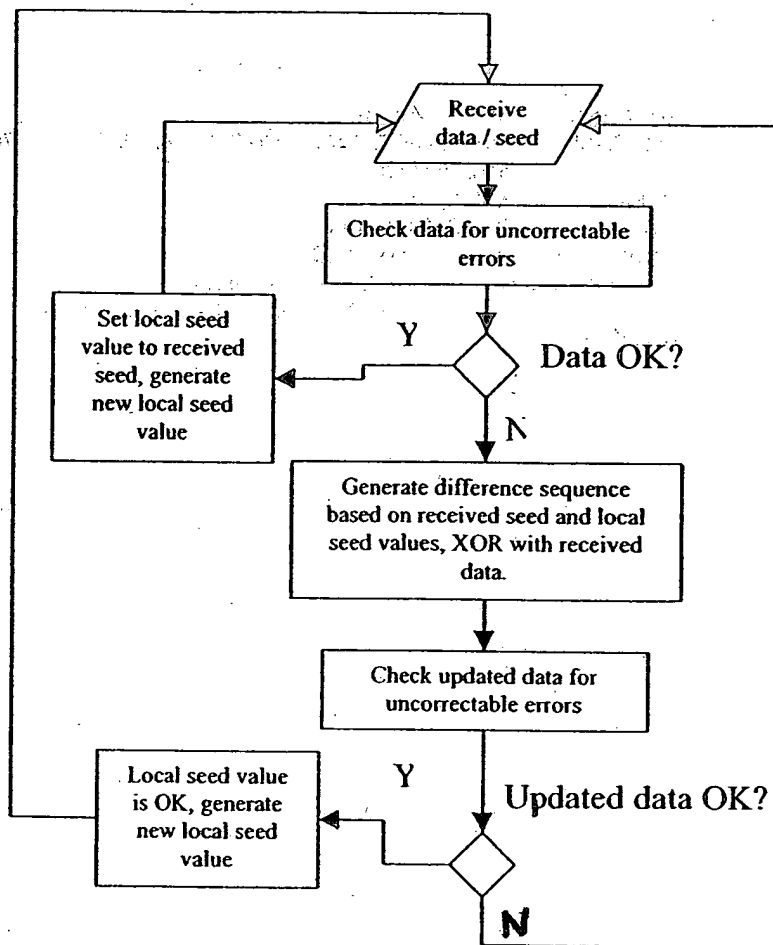 Receive
data / seed
Check data for uncorrectable
errors
Set local seed
value to received
seed, generate
new local seed
value
Y
Data OK?
N
Generate difference sequence
based on received seed and local
seed values, XOR with received
data.
Check updated data for
uncorrectable errors
Local seed value
is OK, generate
new local seed
value
Y
Updated data OK?
N